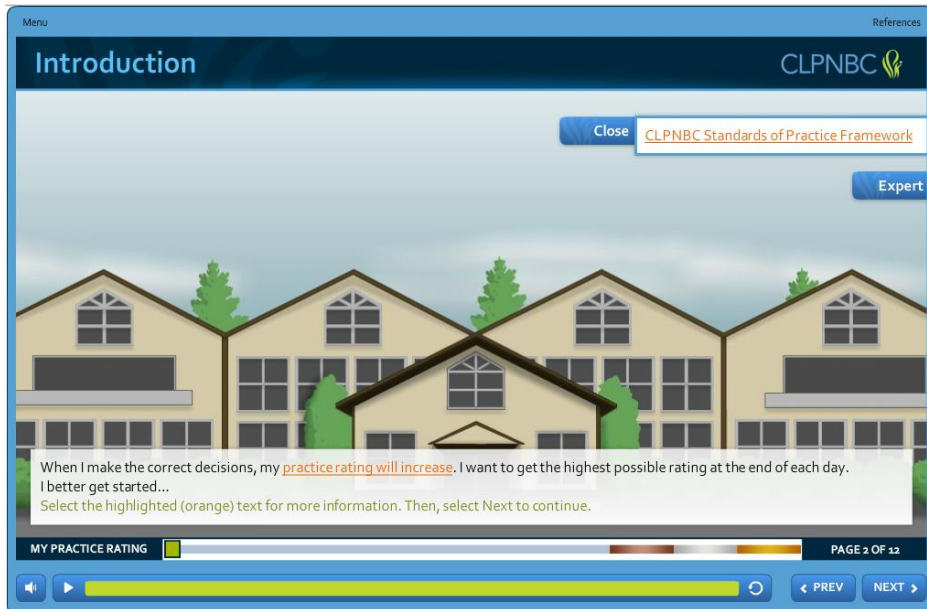 Menu
References
Introduction
CLPNBC
Close
CLPNBC Standards of Practice Framework
Expert
When I make the correct decisions, my practice rating will increase. I want to get the highest possible rating at the end of each day.
I better get started...
Select the highlighted (orange) text for more information. Then, select Next to continue.
MY PRACTICE RATING
PAGE 2 OF 12
PREV
NEXT